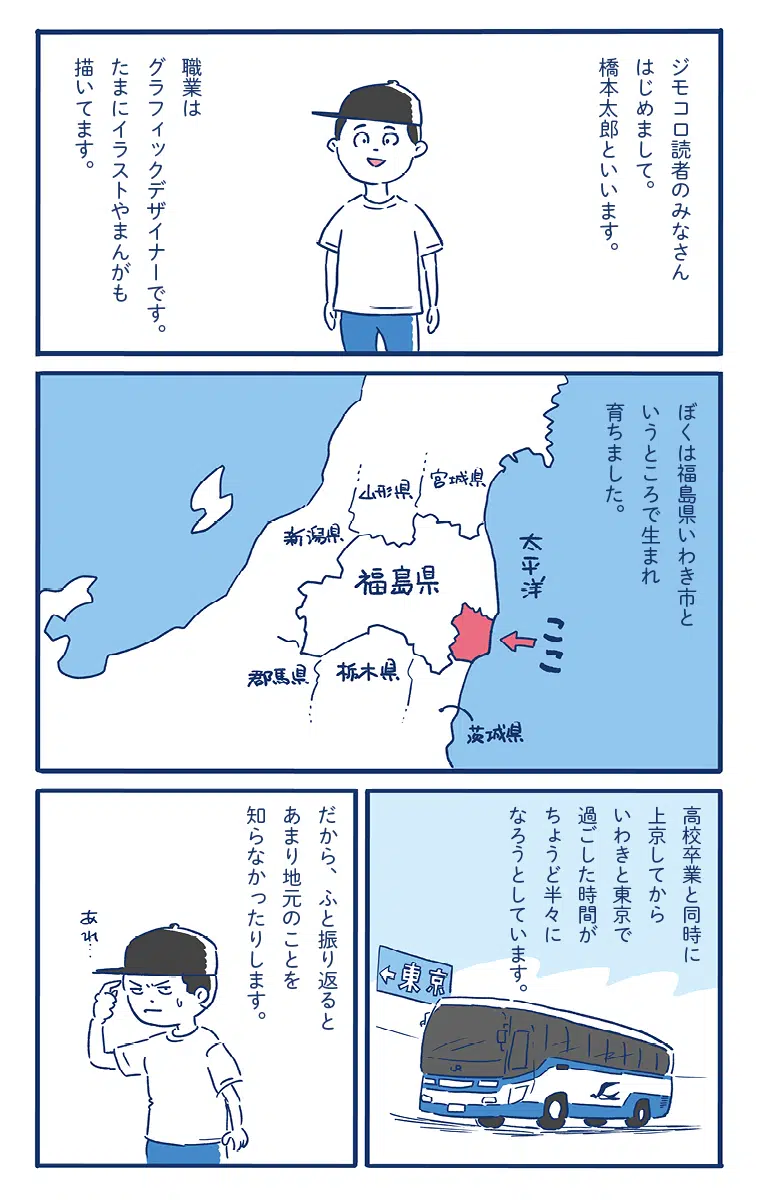 ジモコロ読者のみなさん
はじめまして。
橋本太郎といいます。
職業は
グラフィックデザイナーです。
たまにイラストやまんがも
描いてます。
ぼくは福島県いわき市と
いうところで生まれ
育ちました。
宮城県
山形県
新潟県
福島県
太平洋
ここ
群馬県
栃木県
茨城県
高校卒業と同時に
上京してから
いわきと東京で
過ごした時間が
ちょうど半々に
なろうとしています。
←東京
JR
だから、ふと振り返ると
あまり地元のことを
知らなかったりします。
あれ…